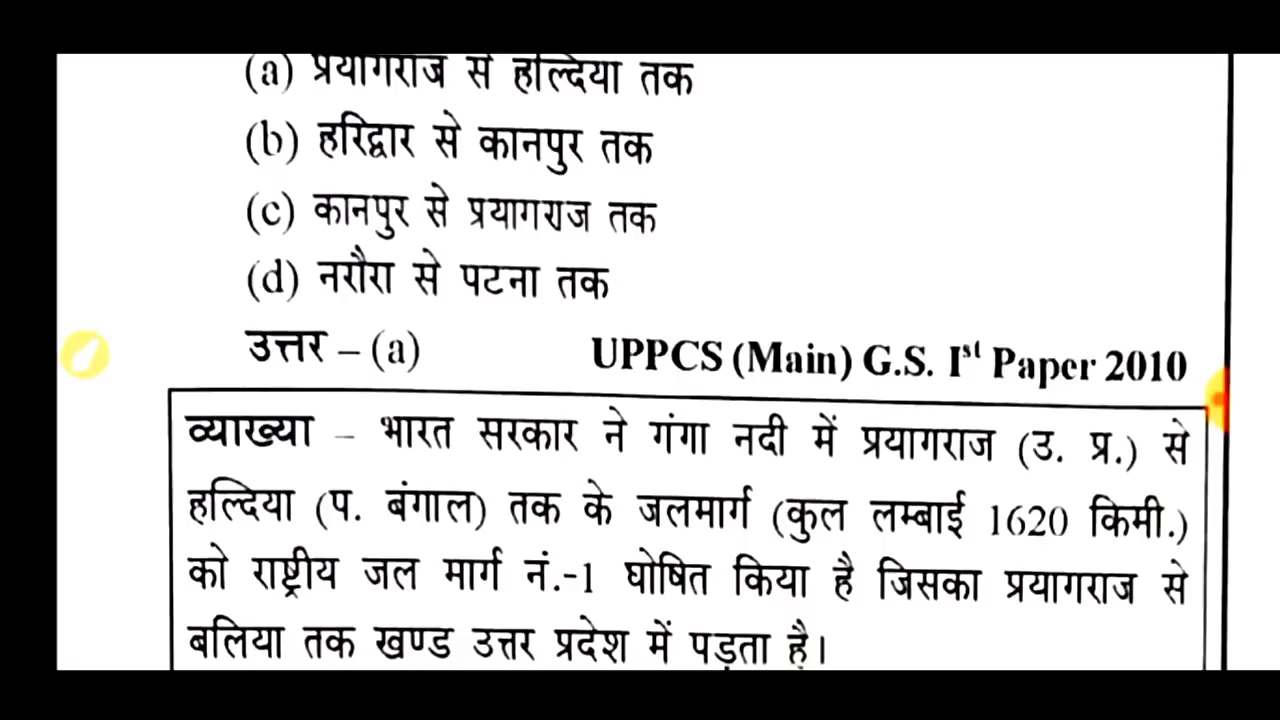 (a) प्रयागराज से हल्दिया तक
(b) हरिद्वार से कानपुर तक
(c) कानपुर से प्रयागराज तक
(d) नरौरा से पटना तक
उत्तर – (a) UPPCS (Main) G.S. Ist Paper 2010
व्याख्या – भारत सरकार ने गंगा नदी में प्रयागराज (उ. प्र.) से
हल्दिया (प. बंगाल) तक के जलमार्ग (कुल लम्बाई 1620 किमी.)
को राष्ट्रीय जल मार्ग नं.-1 घोषित किया है जिसका प्रयागराज से
बलिया तक खण्ड उत्तर प्रदेश में पड़ता है।